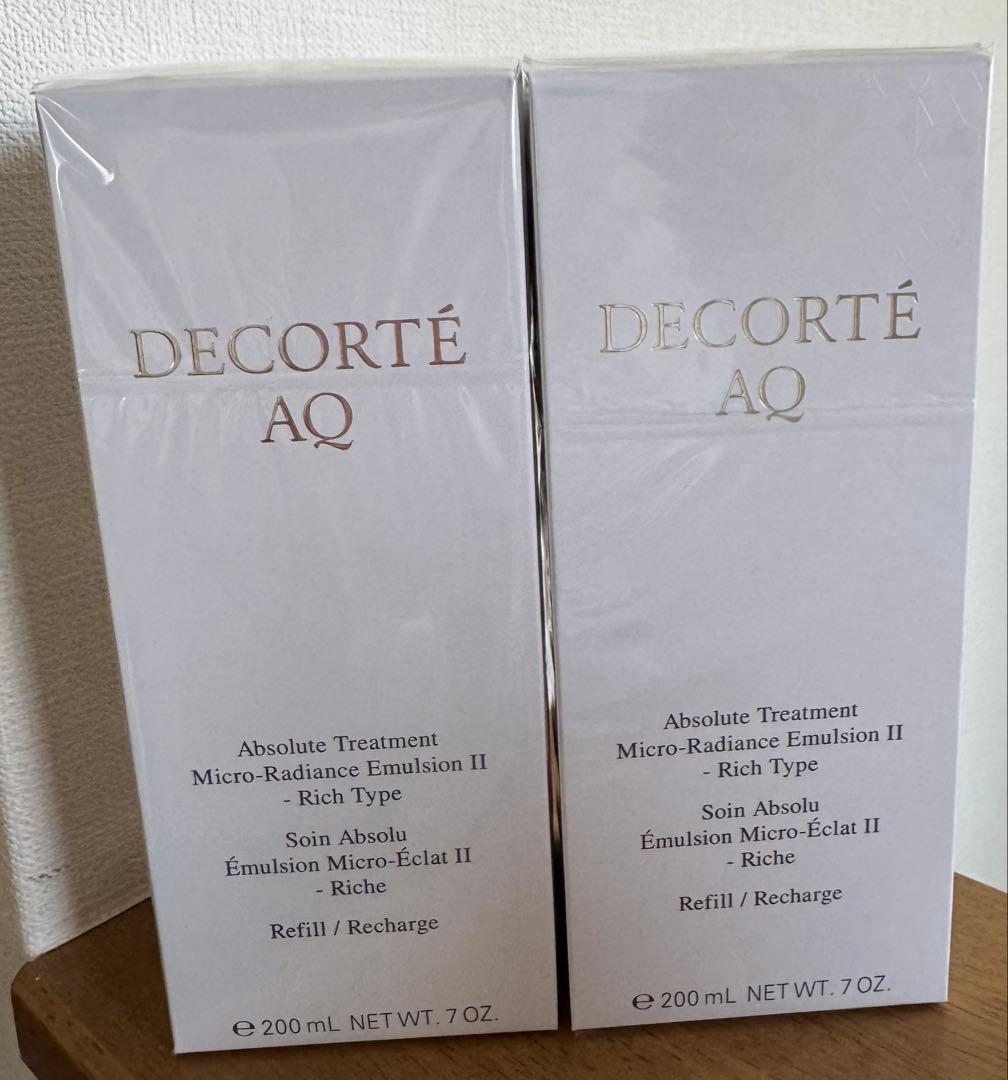 DECORTÉ
AQ
Absolute Treatment
Micro-Radiance Emulsion II
- Rich Type
Soin Absolu
Émulsion Micro-Éclat II
- Riche
Refill / Recharge
℮ 200 mL NET WT. 7 OZ.
DECORTÉ
AQ
Absolute Treatment
Micro-Radiance Emulsion II
- Rich Type
Soin Absolu
Émulsion Micro-Éclat II
- Riche
Refill / Recharge
℮ 200 mL NET WT. 7 OZ.